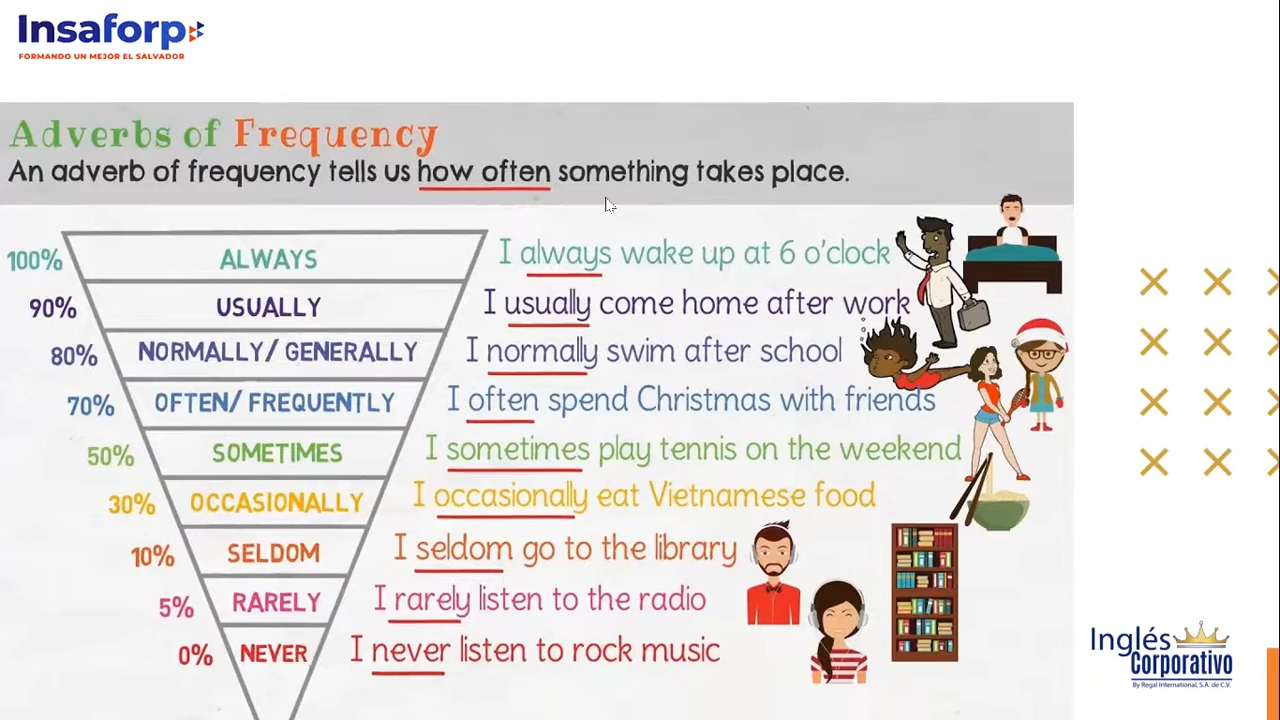 Insaforp
FORMANDO UN MEJOR EL SALVADOR
Adverbs of Frequency
An adverb of frequency tells us how often something takes place.
100% ALWAYS I always wake up at 6 o'clock
90% USUALLY I usually come home after work
80% NORMALLY/ GENERALLY I normally swim after school
70% OFTEN/ FREQUENTLY I often spend Christmas with friends
50% SOMETIMES I sometimes play tennis on the weekend
30% OCCASIONALLY I occasionally eat Vietnamese food
10% SELDOM I seldom go to the library
5% RARELY I rarely listen to the radio
0% NEVER I never listen to rock music
Inglés
Corporativo
By Regal International, S.A. de C.V.